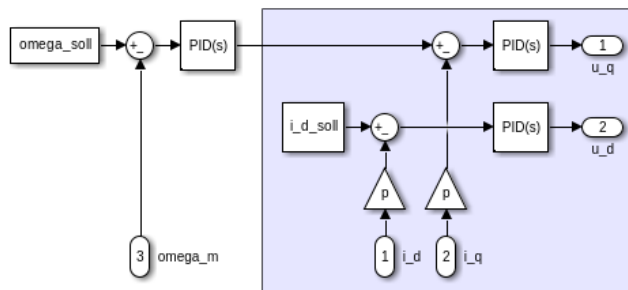 omega_soll
+
_
PID(s)
+
_
PID(s)
1
u_q
i_d_soll
+
_
PID(s)
2
u_d
p
p
3
omega_m
1
i_d
2
i_q